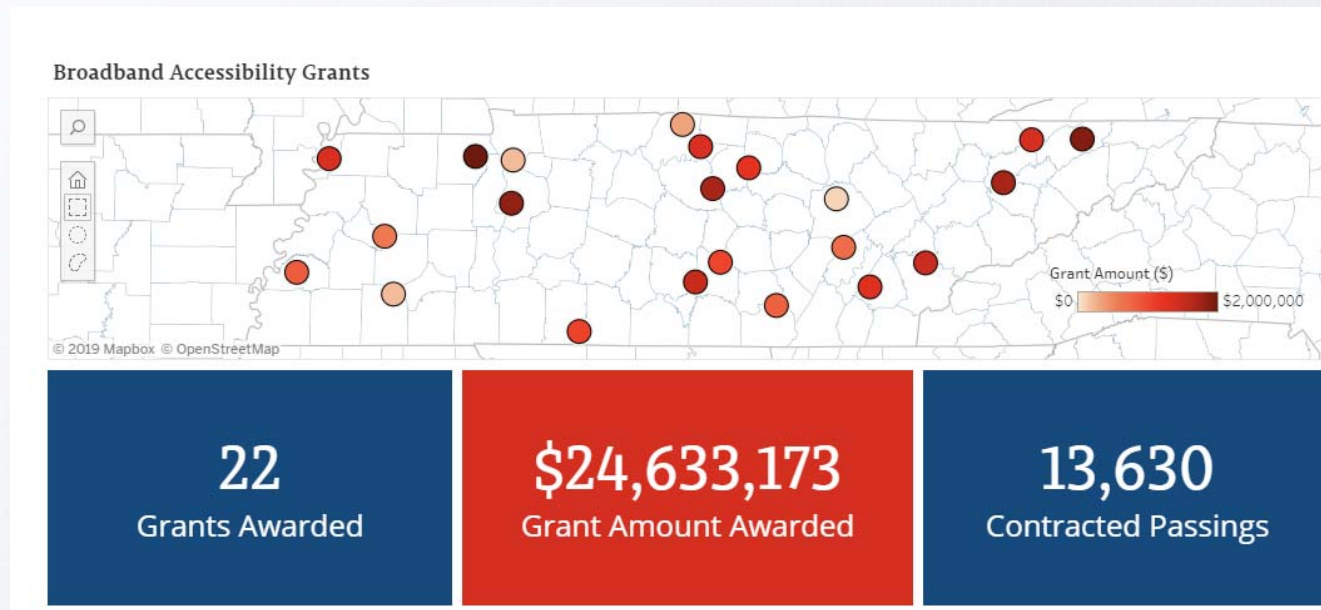 Broadband Accessibility Grants
Grant Amount ($)
$0 $2,000,000
© 2019 Mapbox © OpenStreetMap
22
Grants Awarded
$24,633,173
Grant Amount Awarded
13,630
Contracted Passings